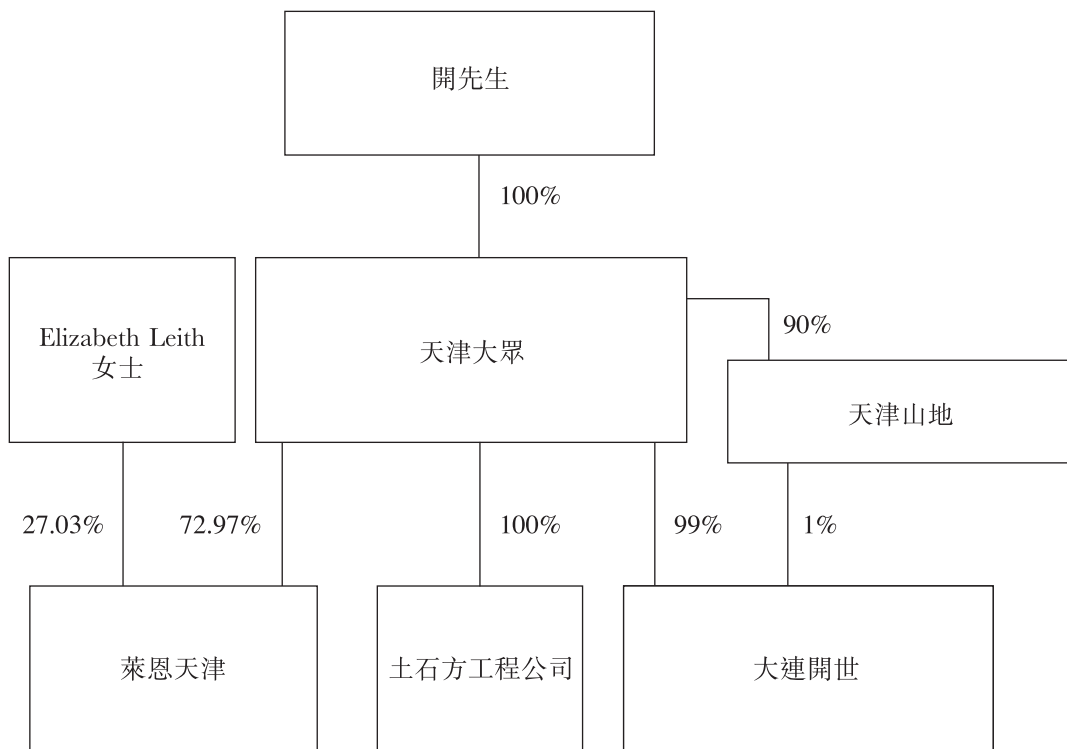 開先生
100%
Elizabeth Leith
女士
天津大眾
90%
天津山地
27.03%
72.97%
100%
99%
1%
萊恩天津
土石方工程公司
大連開世